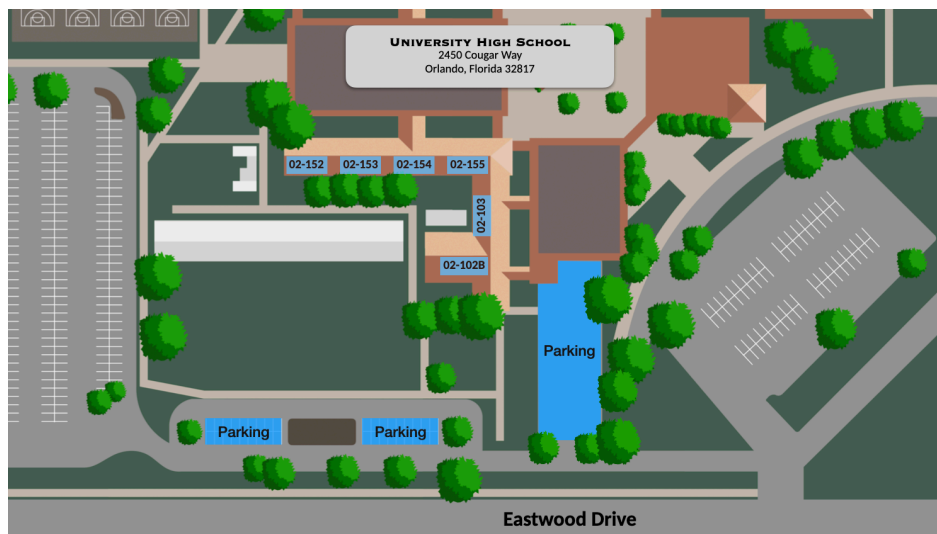 UNIVERSITY HIGH SCHOOL
2450 Cougar Way
Orlando, Florida 32817
02-152
02-153
02-154
02-155
02-103
02-102B
Parking
Parking
Parking
Eastwood Drive